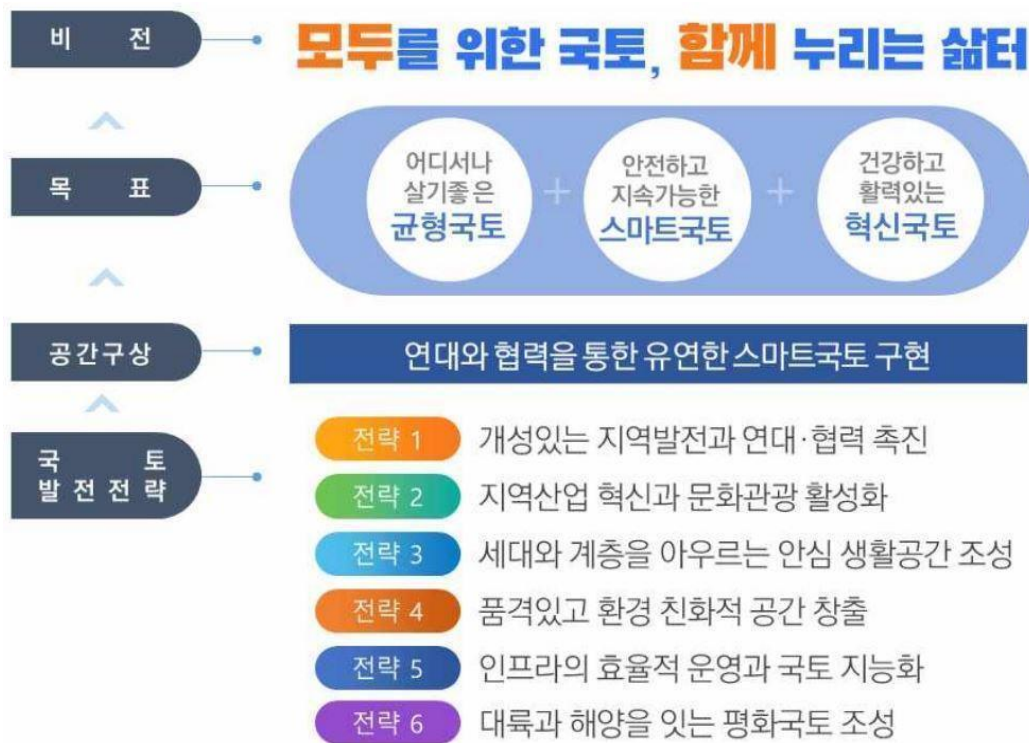 비 전
모두를 위한 국토, 함께 누리는 삶터
목 표
어디서나
살기좋은
균형국토
+
안전하고
지속가능한
스마트국토
+
건강하고
활력있는
혁신국토
공간구상
연대와 협력을 통한 유연한 스마트국토 구현
국 토
발전전략
전략 1 개성있는 지역발전과 연대·협력 촉진
전략 2 지역산업 혁신과 문화관광 활성화
전략 3 세대와 계층을 아우르는 안심 생활공간 조성
전략 4 품격있고 환경 친화적 공간 창출
전략 5 인프라의 효율적 운영과 국토 지능화
전략 6 대륙과 해양을 잇는 평화국토 조성